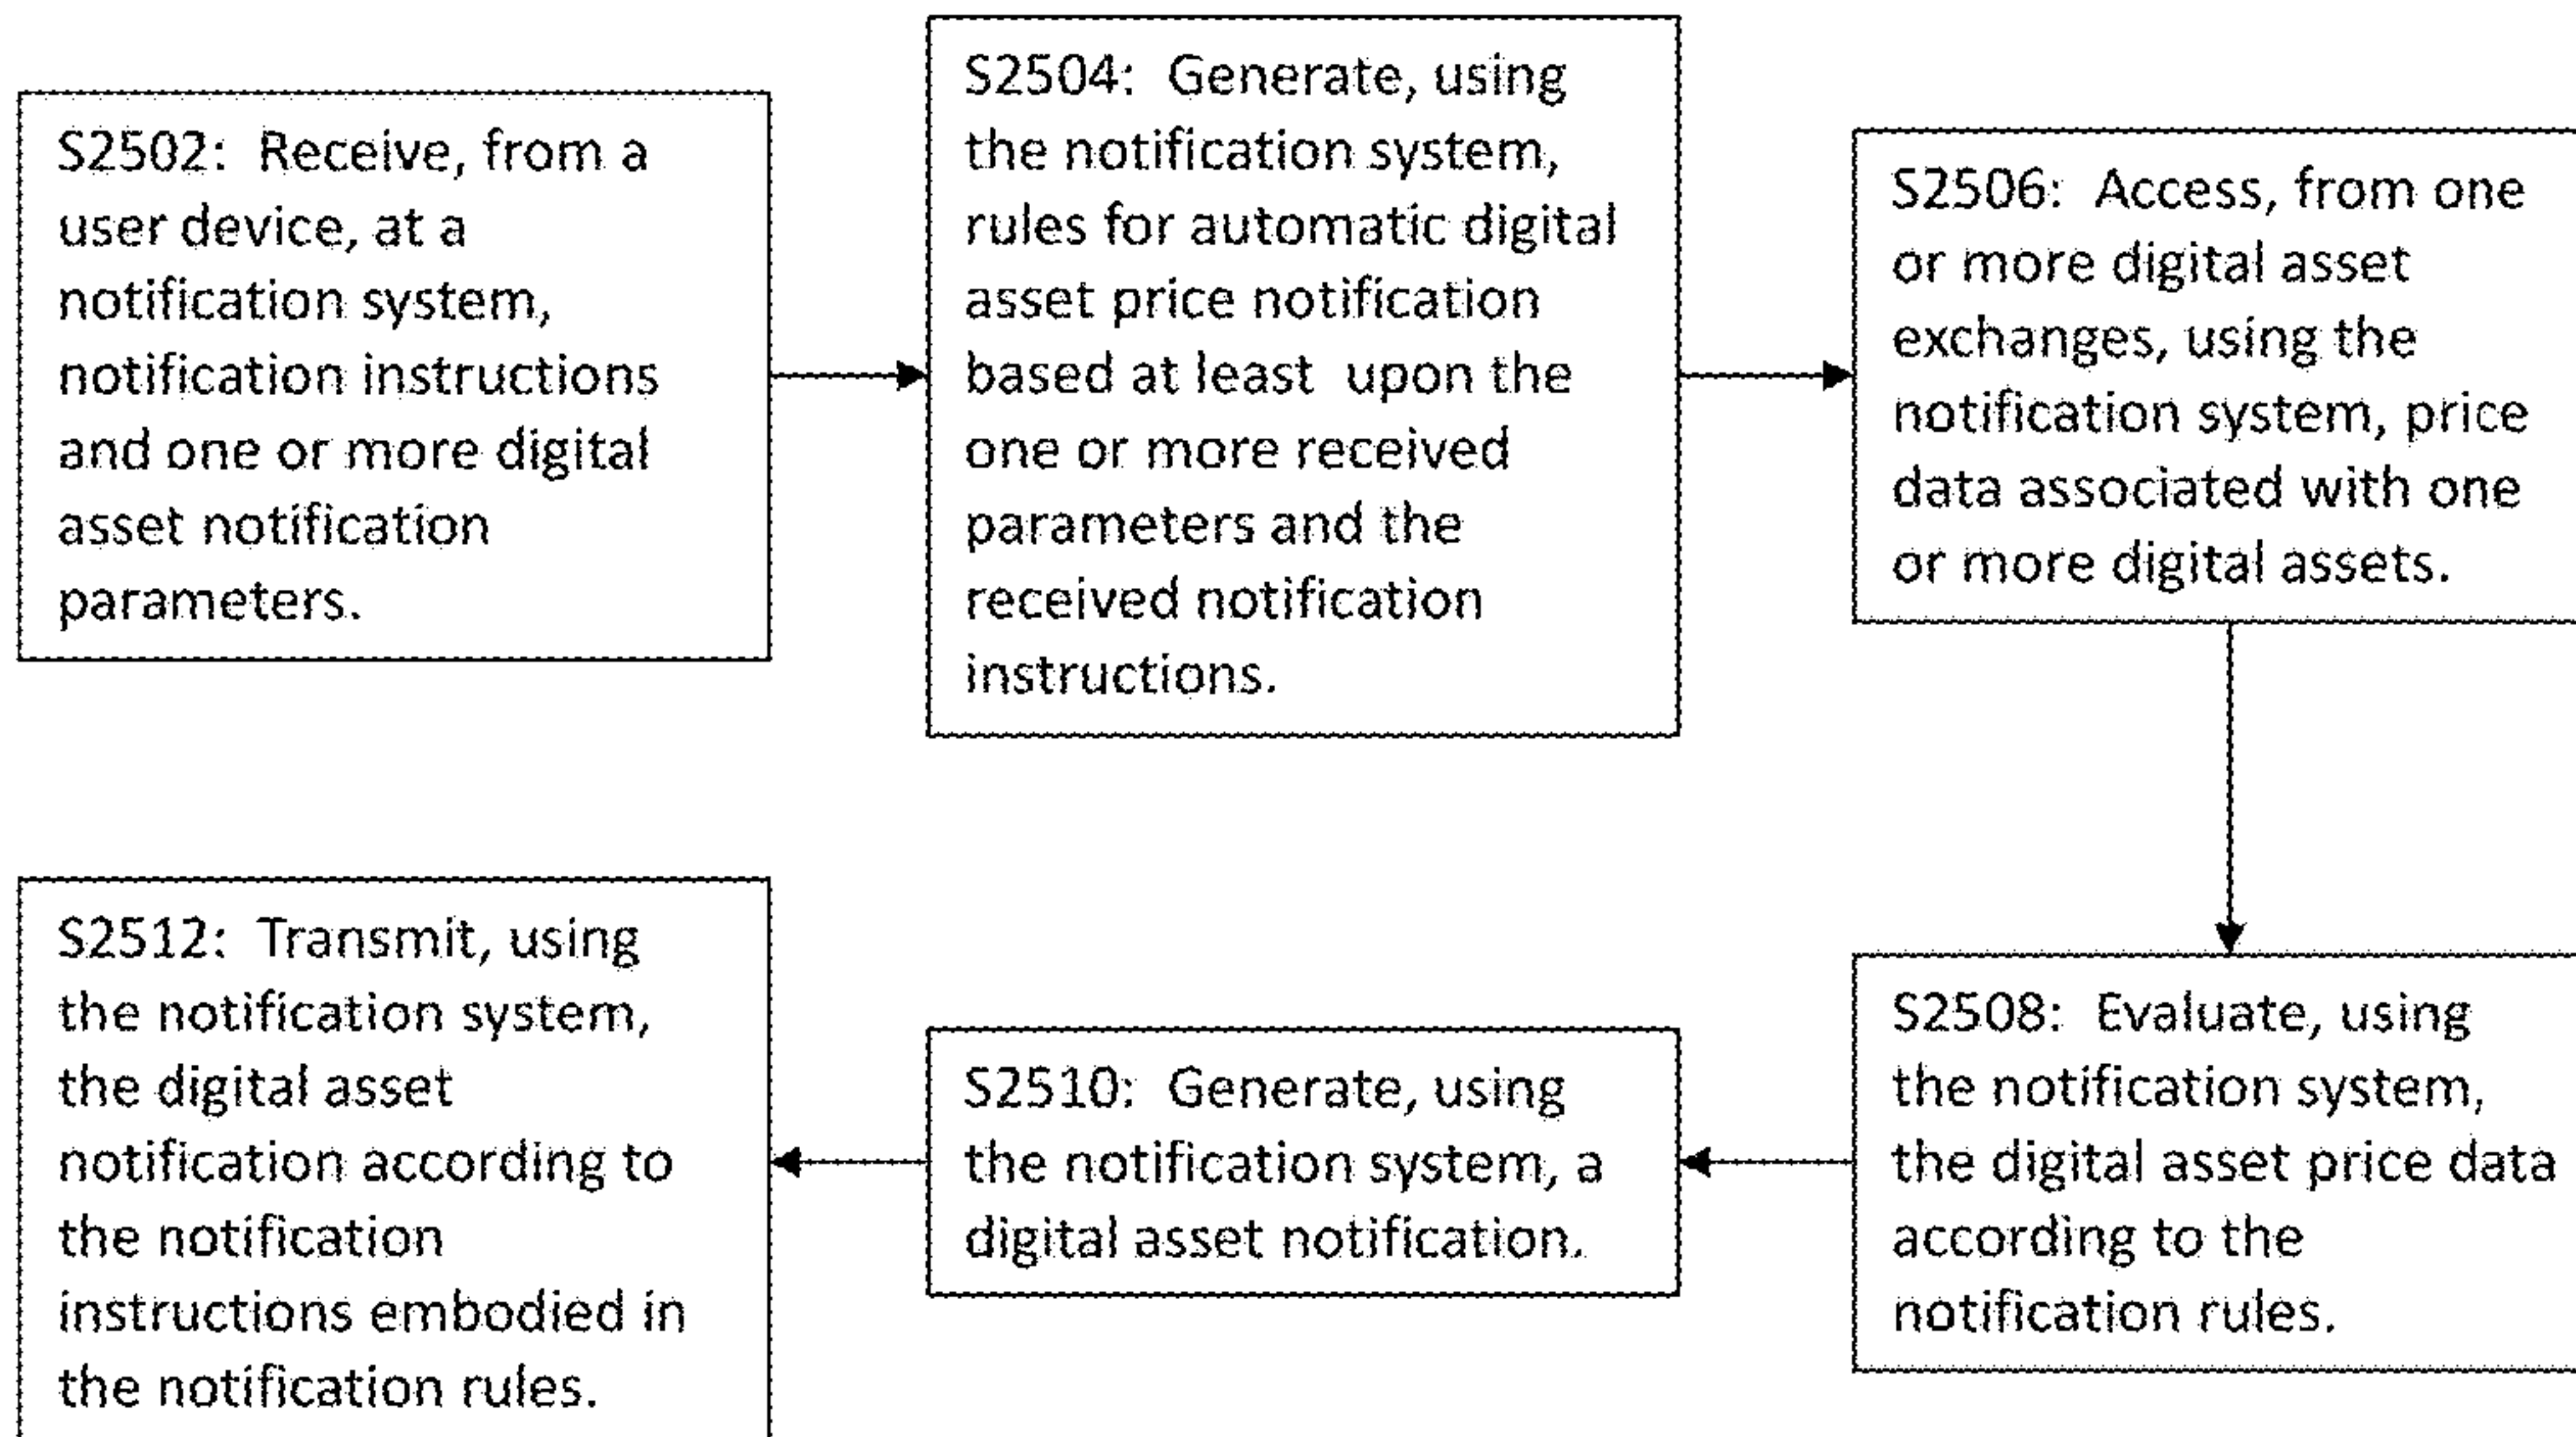 S2502: Receive, from a
user device, at a
notification system,
notification instructions
and one or more digital
asset notification
parameters.
S2504: Generate, using
the notification system,
rules for automatic digital
asset price notification
based at least upon the
one or more received
parameters and the
received notification
instructions.
S2506: Access, from one
or more digital asset
exchanges, using the
notification system, price
data associated with one
or more digital assets.
S2508: Evaluate, using
the notification system,
the digital asset price data
according to the
notification rules.
S2510: Generate, using
the notification system, a
digital asset notification.
S2512: Transmit, using
the notification system,
the digital asset
notification according to
the notification
instructions embodied in
the notification rules.